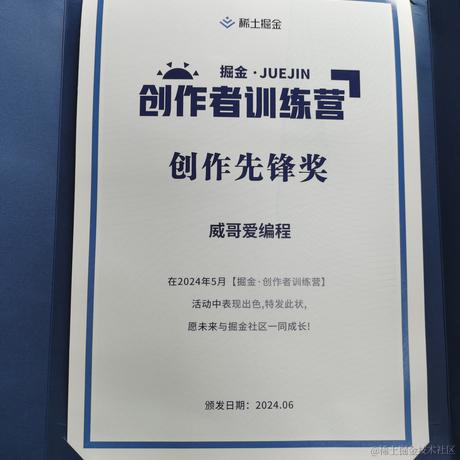 稀土掘金
掘金·JUEJIN
创作者训练营
创作先锋奖
威哥爱编程
在2024年5月【掘金·创作者训练营】
活动中表现出色,特发此状,
愿未来与掘金社区一同成长!
颁发日期：2024.06
@稀土掘金技术社区